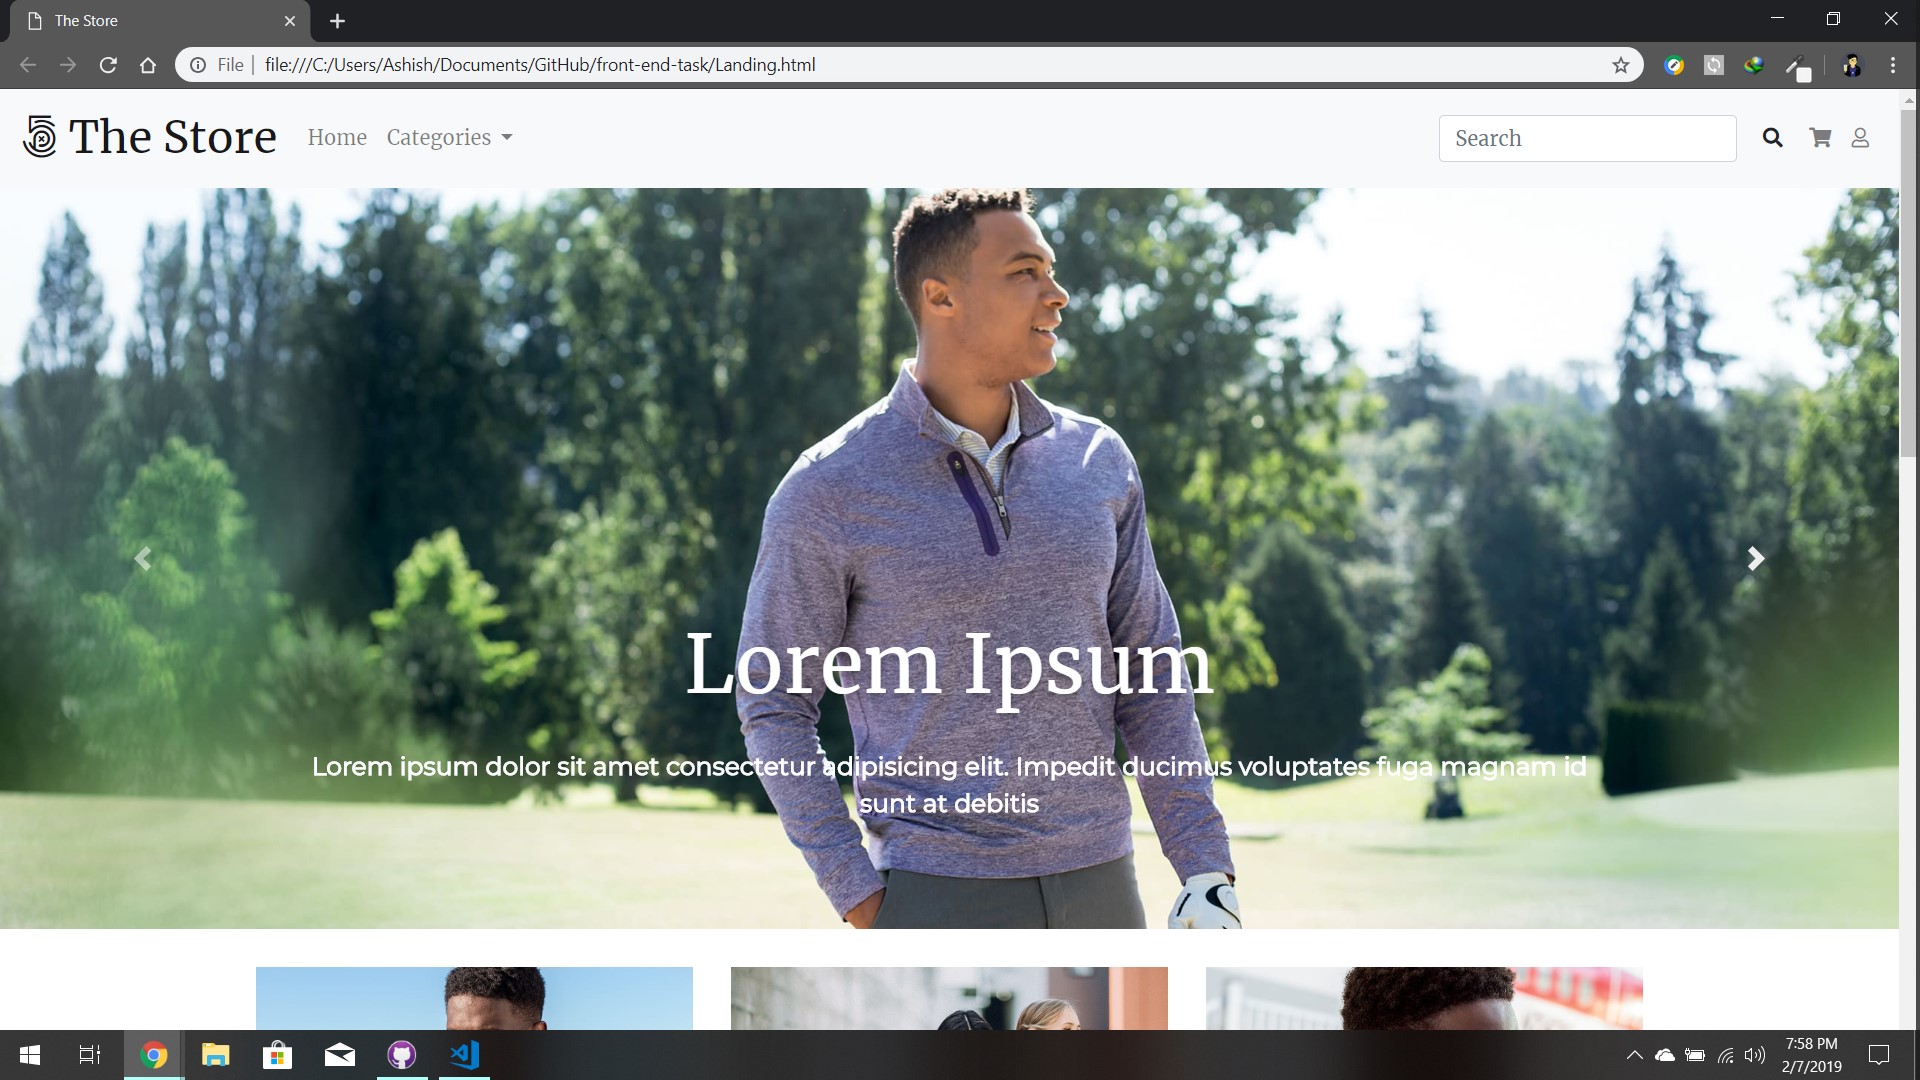 The Store
File
file:///C:/Users/Ashish/Documents/GitHub/front-end-task/Landing.html
The Store
Home
Categories
Search
Lorem Ipsum
Lorem ipsum dolor sit amet consectetur adipisicing elit. Impedit ducimus voluptates fuga magnam id
sunt at debitis
7:58 PM
2/7/2019